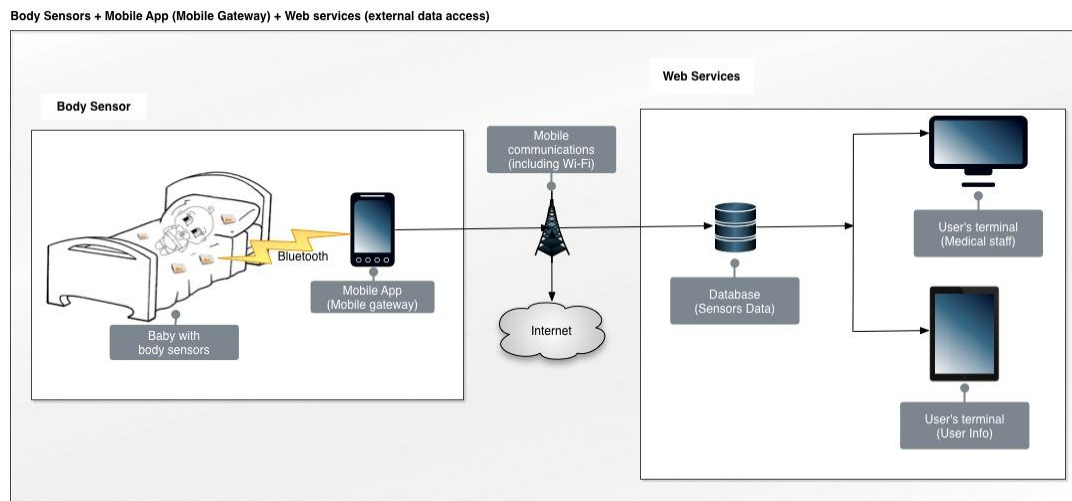 Body Sensors + Mobile App (Mobile Gateway) + Web services (external data access)
Web Services
Body Sensor
Mobile
communications
(including Wi-Fi)
User's terminal
(Medical staff)
Bluetooth
Mobile App
(Mobile gateway)
Database
(Sensors Data)
Internet
Baby with
body sensors
User's terminal
(User Info)